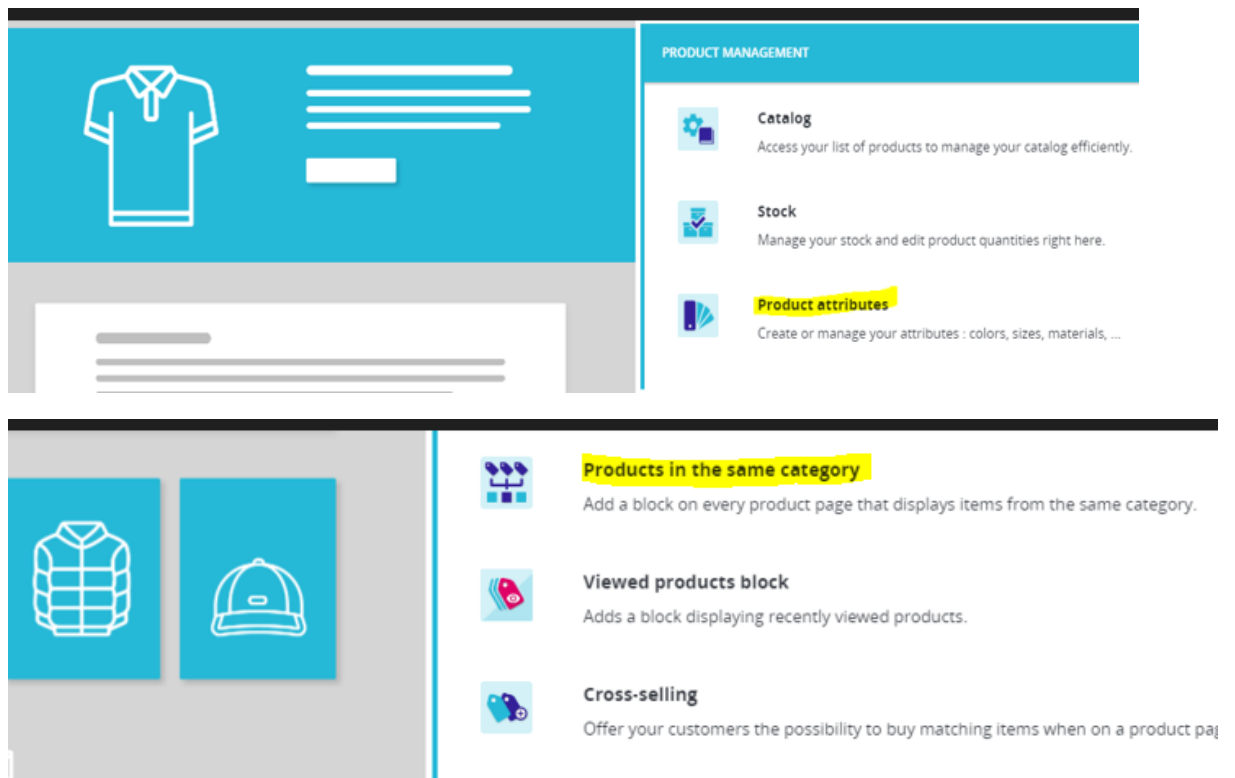 PRODUCT MANAGEMENT
Catalog
Access your list of products to manage your catalog efficiently.
Stock
Manage your stock and edit product quantities right here.
Product attributes
Create or manage your attributes : colors, sizes, materials, ...
Products in the same category
Add a block on every product page that displays items from the same category.
Viewed products block
Adds a block displaying recently viewed products.
Cross-selling
Offer your customers the possibility to buy matching items when on a product